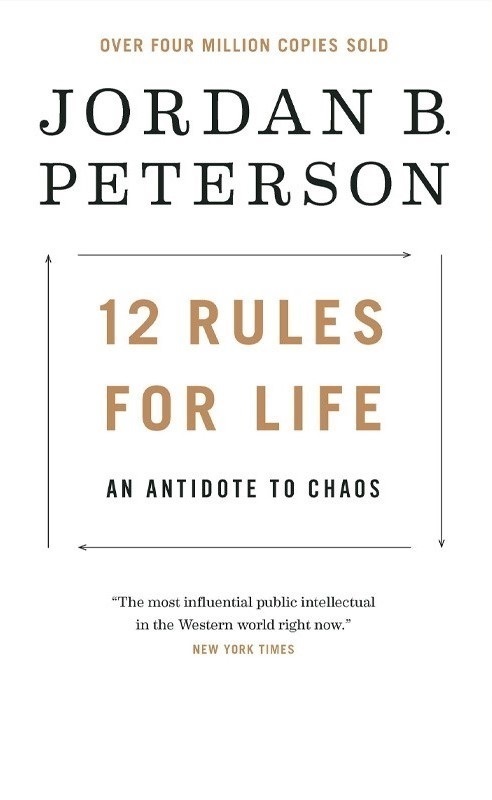 OVER FOUR MILLION COPIES SOLD
JORDAN B.
PETERSON
12 RULES
FOR LIFE
AN ANTIDOTE TO CHAOS
“The most influential public intellectual
in the Western world right now.”
NEW YORK TIMES